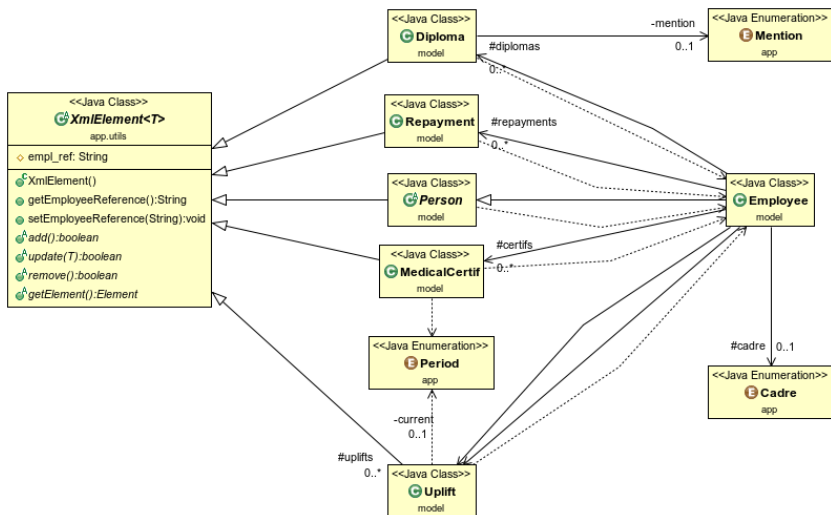 <<Java Class>>
Diploma
model
-mention
0..1
<<Java Enumeration>>
Mention
app
#diplomas
0..*
<<Java Class>>
XmlElement<T>
app.utils
empl_ref: String
XmlElement()
getEmployeeReference():String
setEmployeeReference(String):void
add():boolean
update(T):boolean
remove():boolean
getElement():Element
<<Java Class>>
Repayment
model
#repayments
0..*
<<Java Class>>
Person
model
<<Java Class>>
Employee
model
<<Java Class>>
MedicalCertif
model
#certifs
0..*
<<Java Enumeration>>
Period
app
#cadre
0..1
<<Java Enumeration>>
Cadre
app
-current
0..1
#uplifts
0..*
<<Java Class>>
Uplift
model